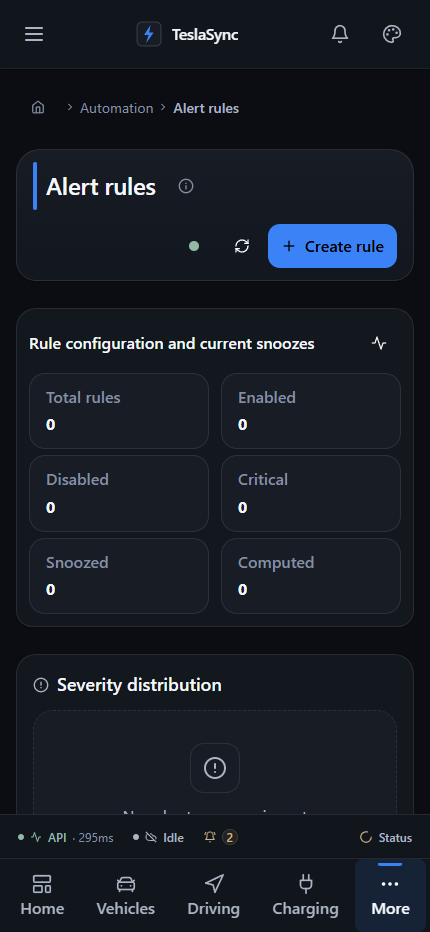 TeslaSync
Automation
Alert rules
Alert rules
Create rule
Rule configuration and current snoozes
Total rules
0
Enabled
0
Disabled
0
Critical
0
Snoozed
0
Computed
0
Severity distribution
API · 295ms
Idle
2
Status
Home
Vehicles
Driving
Charging
More